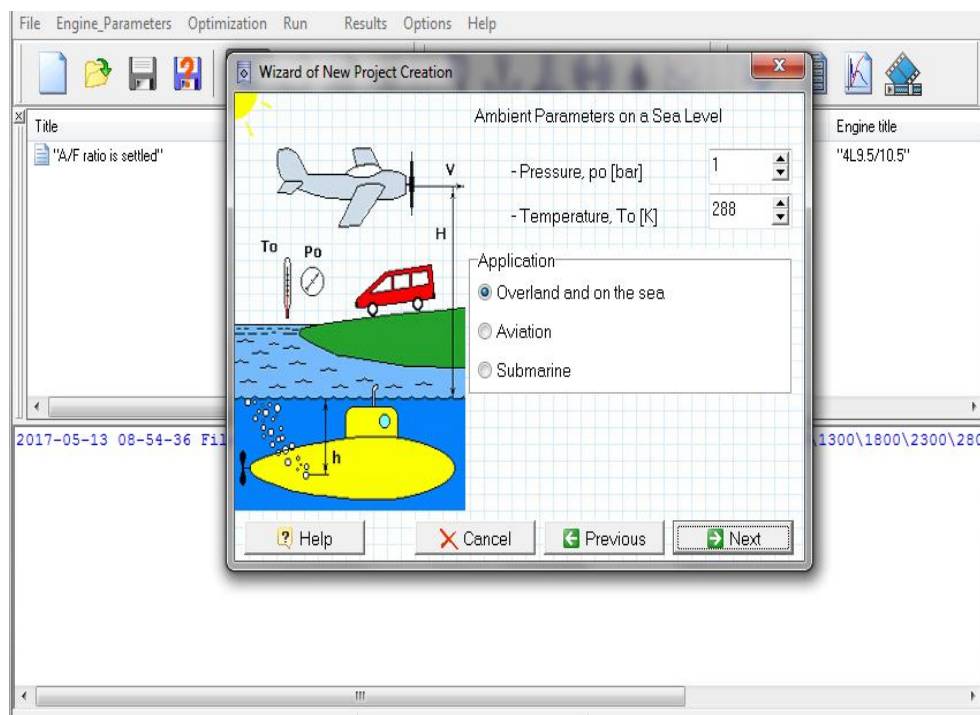 File Engine_Parameters Optimization Run Results Options Help
Wizard of New Project Creation
Title
Engine title
"A/F ratio is settled"
"4L9.5/10.5"
Ambient Parameters on a Sea Level
- Pressure, po [bar] 1
- Temperature, To [K] 288
V
H
To Po
h
Application
Overland and on the sea
Aviation
Submarine
2017-05-13 08-54-36 Fil
\1300\1800\2300\280
Help Cancel Previous Next